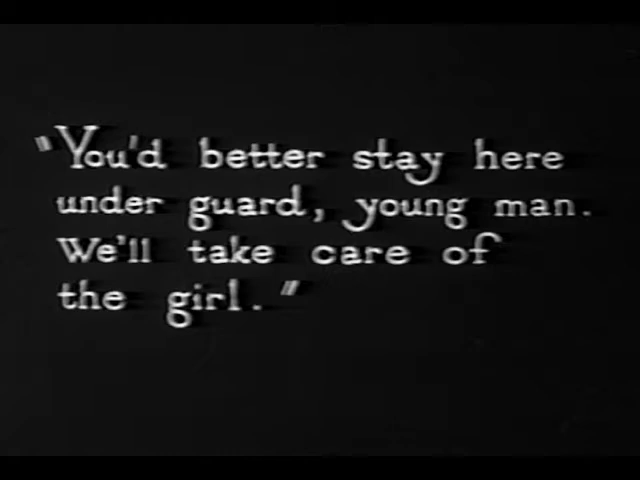 "You'd better stay here
under guard, young man.
We'll take care of
the girl."